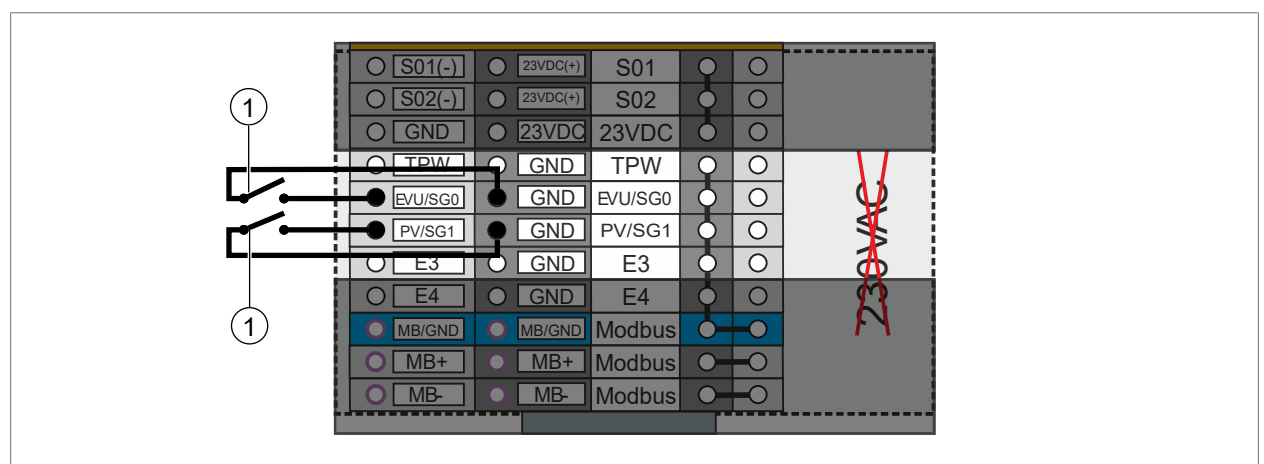 S01(-) 23VDC(+) S01
1
S02(-) 23VDC(+) S02
GND 23VDC 23VDC
TPW GND TPW
EVU/SG0 GND EVU/SG0
PV/SG1 GND PV/SG1
230VAC
E3 GND E3
E4 GND E4
1
MB/GND MB/GND Modbus
MB+ MB+ Modbus
MB- MB- Modbus